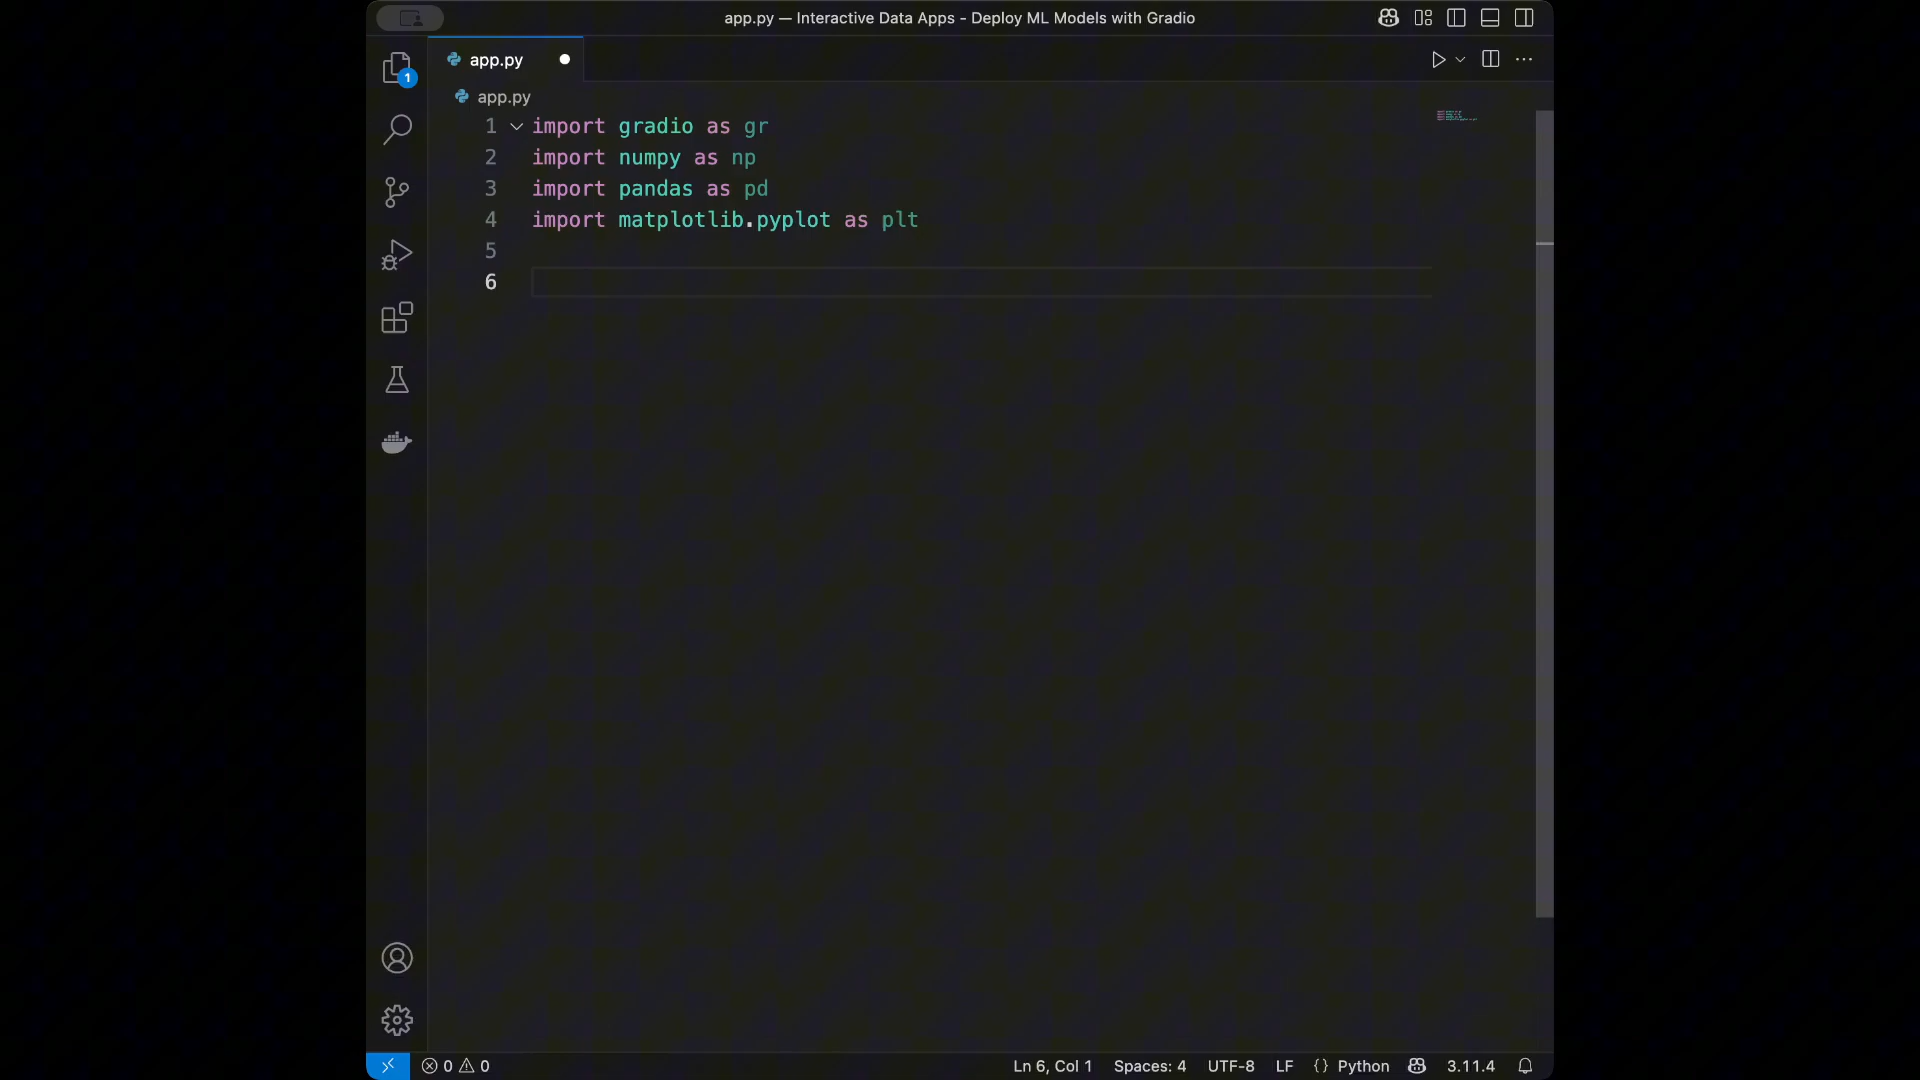 app.py — Interactive Data Apps - Deploy ML Models with Gradio
app.py
1
app.py
1 import gradio as gr
2 import numpy as np
3 import pandas as pd
4 import matplotlib.pyplot as plt
5
6
0 0 Ln 6, Col 1 Spaces: 4 UTF-8 LF {} Python 3.11.4